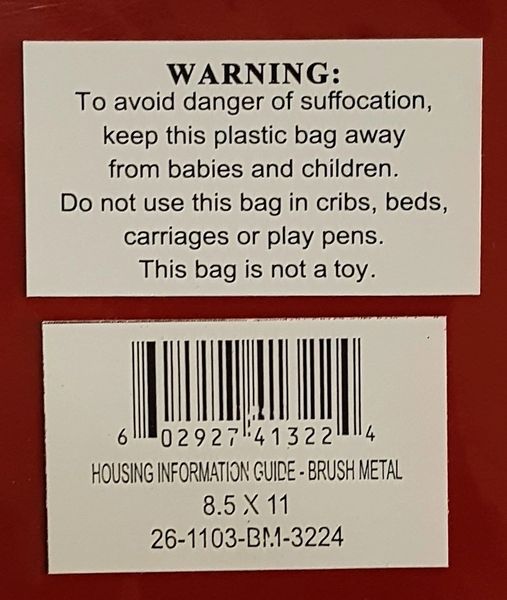 WARNING:
To avoid danger of suffocation,
keep this plastic bag away
from babies and children.
Do not use this bag in cribs, beds,
carriages or play pens.
This bag is not a toy.
6 02927 41322 4
HOUSING INFORMATION GUIDE - BRUSH METAL
8.5 X 11
26-1103-BM-3224